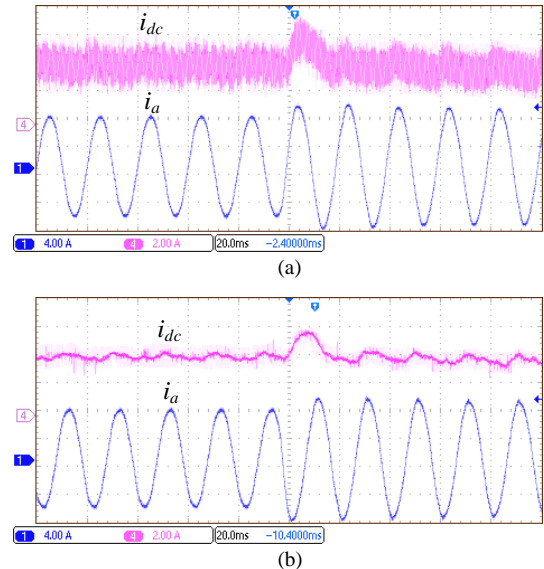 i_dc
i_a
4
1
1 4.00 A 4 2.00 A 20.0ms -2.40000ms
(a)
i_dc
i_a
4
1
1 4.00 A 4 2.00 A 20.0ms -10.4000ms
(b)